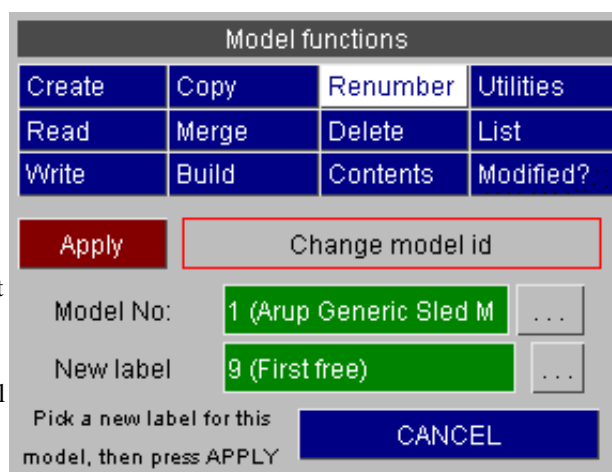 Model functions
Create Copy Renumber Utilities
Read Merge Delete List
Write Build Contents Modified?
Apply Change model id
t
Model No: 1 (Arup Generic Sled M ...
New label 9 (First free) ...
l
Pick a new label for this
model, then press APPLY
CANCEL